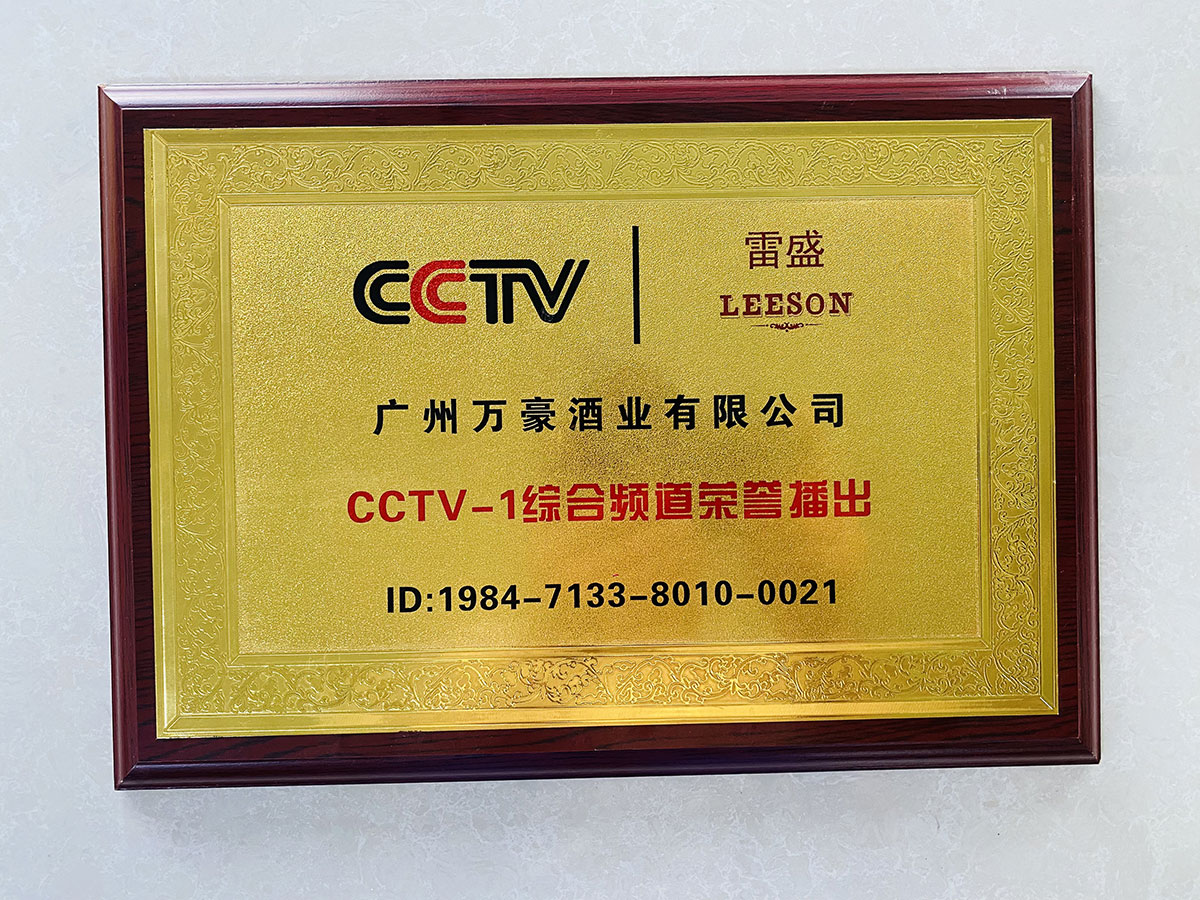 CCTV
雷盛
LEESON
广州万豪酒业有限公司
CCTV-1综合频道荣誉播出
ID:1984-7133-8010-0021